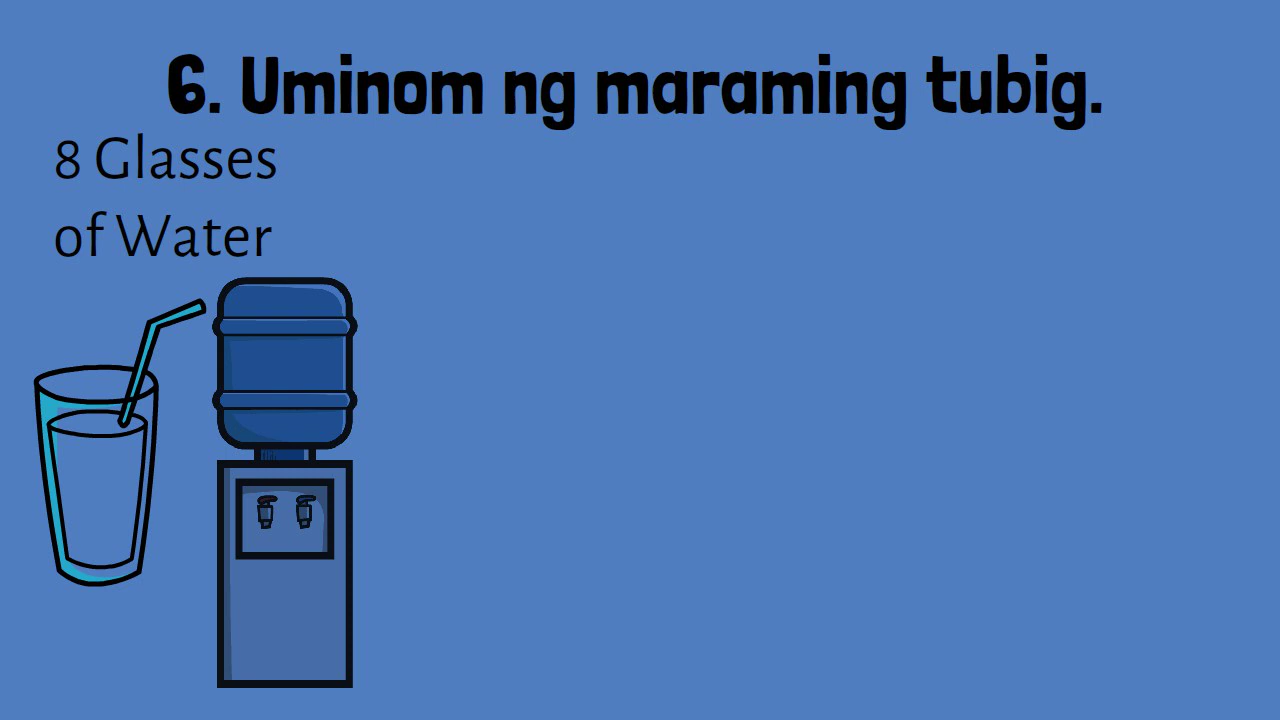 6. Uminom ng maraming tubig.
8 Glasses
of Water